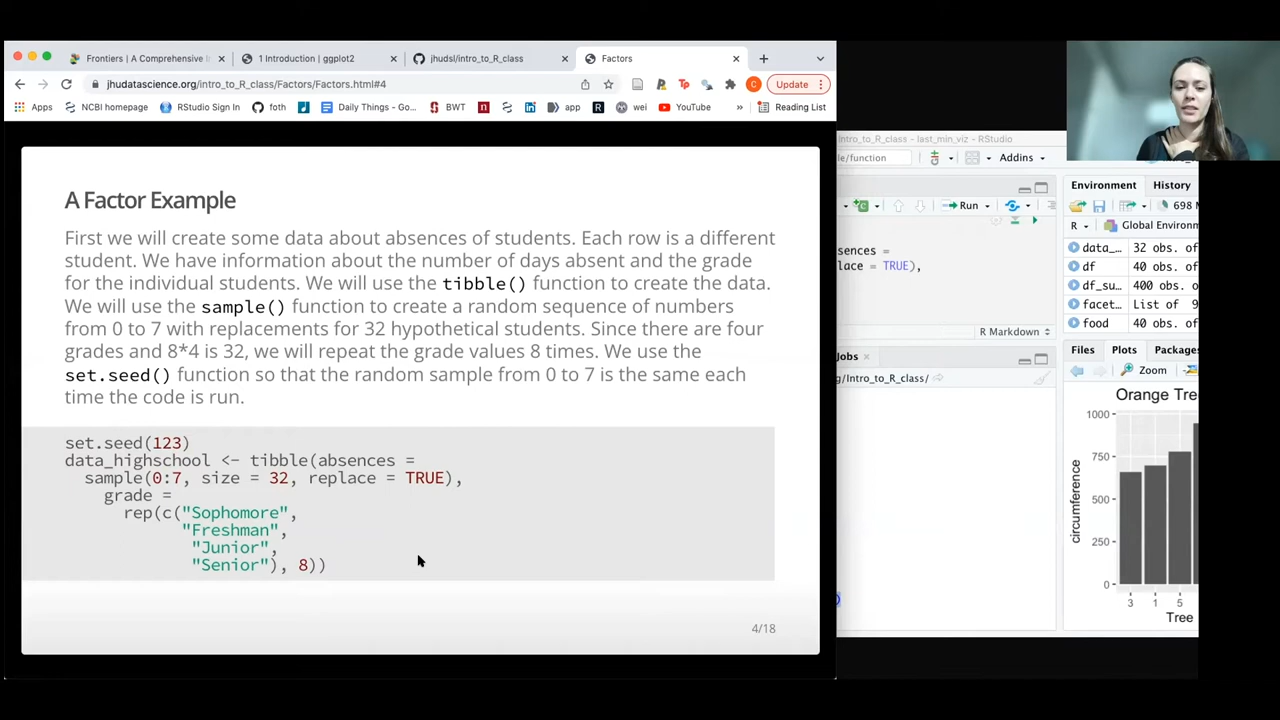 Frontiers | A Comprehensive I
1 Introduction | ggplot2
jhudsl/intro_to_R_class
Factors
jhudatascience.org/intro_to_R_class/Factors/Factors.html#4
Update
Apps
NCBI homepage
RStudio Sign In
foth
Daily Things - Go...
BWT
app
wei
YouTube
»
Reading List
A Factor Example
First we will create some data about absences of students. Each row is a different
student. We have information about the number of days absent and the grade
for the individual students. We will use the tibble() function to create the data.
We will use the sample() function to create a random sequence of numbers
from 0 to 7 with replacements for 32 hypothetical students. Since there are four
grades and 8*4 is 32, we will repeat the grade values 8 times. We use the
set.seed() function so that the random sample from 0 to 7 is the same each
time the code is run.
set.seed(123)
data_highschool <- tibble(absences =
sample(0:7, size = 32, replace = TRUE),
grade =
rep(c("Sophomore",
"Freshman",
"Junior",
"Senior"), 8))
4/18
ntro_to_R_class - last_min_viz - RStudio
le/function
Addins
Run
sences =
lace = TRUE),
R Markdown
Jobs
g/Intro_to_R_class/
Environment
History
698 M
R
Global Environ
data_... 32 obs. of
df 40 obs. of
df_su... 400 obs. of
facet... List of 9
food 40 obs. of
Files
Plots
Packages
Zoom
Orange Tre
1000
750
500
250
0
circumference
3 1 5
Tree